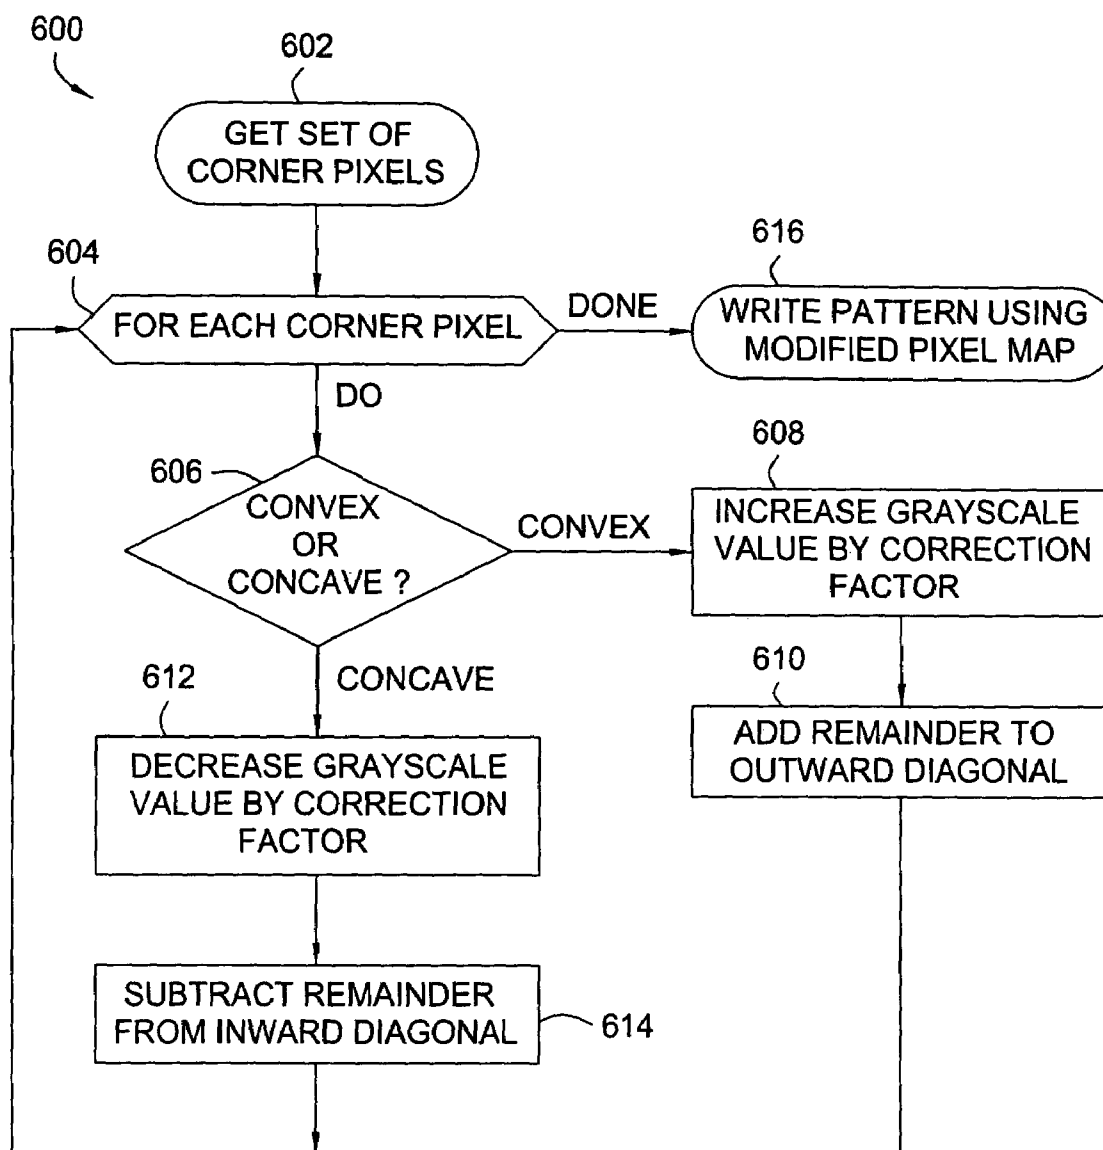 600
602
GET SET OF
CORNER PIXELS
604
FOR EACH CORNER PIXEL
DONE
616
WRITE PATTERN USING
MODIFIED PIXEL MAP
DO
606
CONVEX
OR
CONCAVE ?
CONVEX
608
INCREASE GRAYSCALE
VALUE BY CORRECTION
FACTOR
CONCAVE
610
ADD REMAINDER TO
OUTWARD DIAGONAL
612
DECREASE GRAYSCALE
VALUE BY CORRECTION
FACTOR
SUBTRACT REMAINDER
FROM INWARD DIAGONAL
614